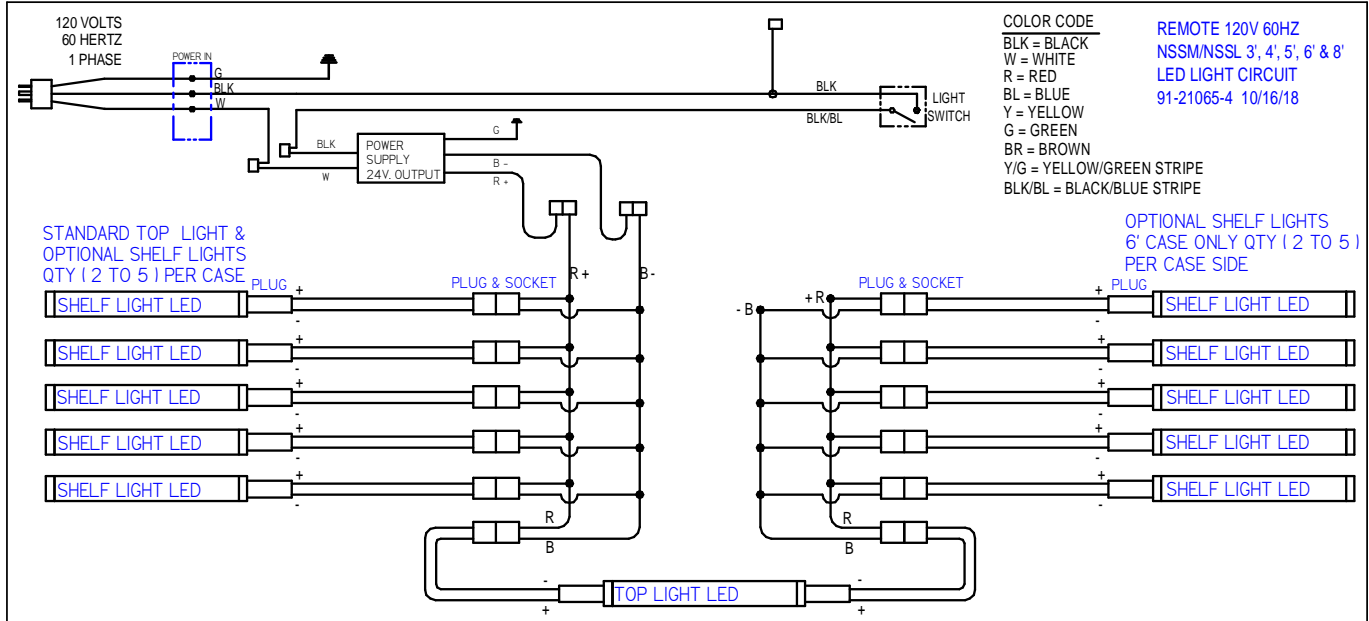 120 VOLTS
60 HERTZ
1 PHASE
POWER IN
G
BLK
W
BLK
BLK/BL
LIGHT
SWITCH
COLOR CODE
BLK = BLACK
W = WHITE
R = RED
BL = BLUE
Y = YELLOW
G = GREEN
BR = BROWN
Y/G = YELLOW/GREEN STRIPE
BLK/BL = BLACK/BLUE STRIPE
REMOTE 120V 60HZ
NSSM/NSSL 3', 4', 5', 6' & 8'
LED LIGHT CIRCUIT
91-21065-4 10/16/18
BLK
W
POWER
SUPPLY
24V. OUTPUT
G
B -
R +
STANDARD TOP LIGHT &
OPTIONAL SHELF LIGHTS
QTY ( 2 TO 5 ) PER CASE
PLUG
PLUG & SOCKET
R +
B -
+
-
SHELF LIGHT LED
+
-
SHELF LIGHT LED
+
-
SHELF LIGHT LED
+
-
SHELF LIGHT LED
+
-
SHELF LIGHT LED
R
B
OPTIONAL SHELF LIGHTS
6' CASE ONLY QTY ( 2 TO 5 )
PER CASE SIDE
- B
+ R
PLUG & SOCKET
PLUG
+
-
SHELF LIGHT LED
+
-
SHELF LIGHT LED
+
-
SHELF LIGHT LED
+
-
SHELF LIGHT LED
+
-
SHELF LIGHT LED
R
B
-
+
TOP LIGHT LED
-
+